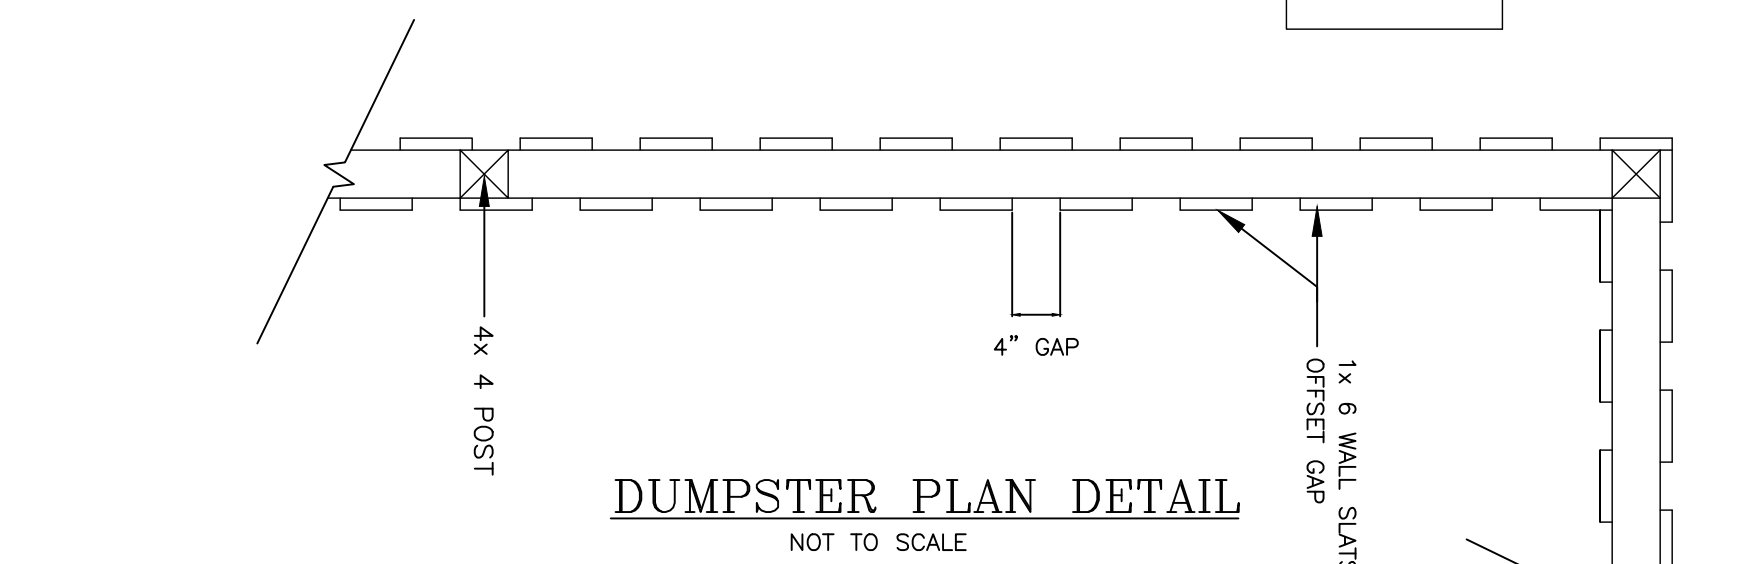 4x 4 POST
4" GAP
1x 6 WALL SLATS
OFFSET GAP
DUMPSTER PLAN DETAIL
NOT TO SCALE